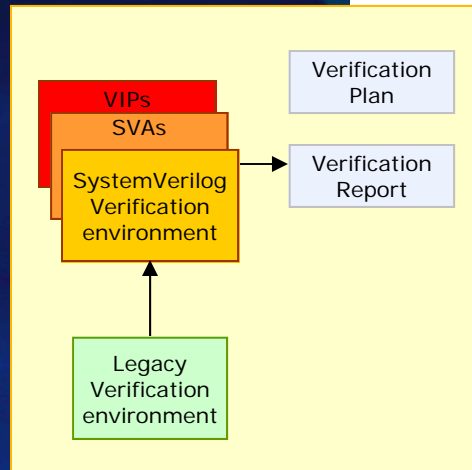 VIPs
SVAs
SystemVerilog
Verification
environment
Verification
Plan
Verification
Report
Legacy
Verification
environment